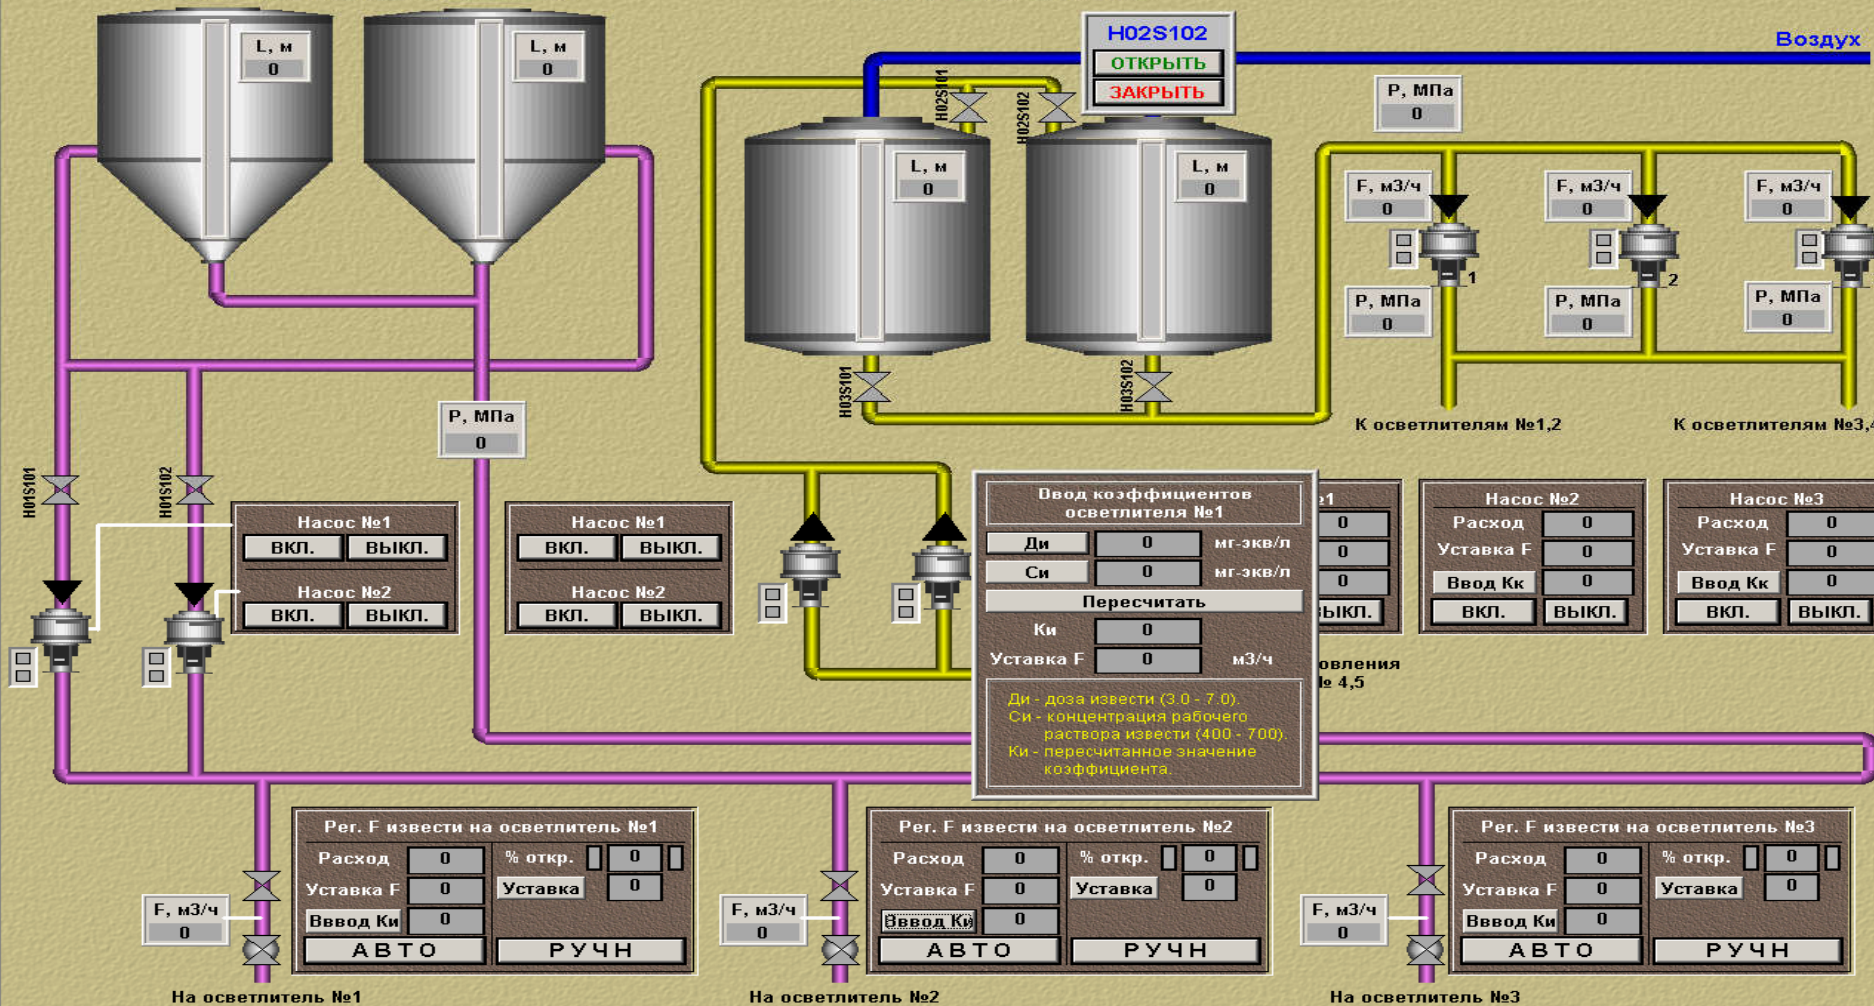 L, м
0
L, м
0
H02S102
ОТКРЫТЬ
ЗАКРЫТЬ
Воздух
H02S101
H02S102
P, МПа
0
L, м
0
L, м
0
F, м3/ч
0
F, м3/ч
0
F, м3/ч
0
1
2
P, МПа
0
P, МПа
0
P, МПа
0
H03S101
H03S102
К осветлителям №1,2
К осветлителям №3,4
P, МПа
0
H01S101
H01S102
Насос №1
ВКЛ. ВЫКЛ.
Насос №2
ВКЛ. ВЫКЛ.
Насос №1
ВКЛ. ВЫКЛ.
Насос №2
ВКЛ. ВЫКЛ.
Ввод коэффициентов
осветлителя №1
Ди 0 мг-экв/л
Си 0 мг-экв/л
Пересчитать
Ки 0
Уставка F 0 м3/ч
Ди - доза извести (3.0 - 7.0).
Си - концентрация рабочего
раствора извести (400 - 700).
Ки - пересчитанное значение
коэффициента.
№1
0
0
0
ВЫКЛ.
Насос №2
Расход 0
Уставка F 0
Ввод Кк 0
ВКЛ. ВЫКЛ.
Насос №3
Расход 0
Уставка F 0
Ввод Кк 0
ВКЛ. ВЫКЛ.
овления
№ 4,5
Рег. F извести на осветлитель №1
Расход 0 % откр. 0
Уставка F 0 Уставка 0
Вввод Ки 0
АВТО РУЧН
F, м3/ч
0
На осветлитель №1
Рег. F извести на осветлитель №2
Расход 0 % откр. 0
Уставка F 0 Уставка 0
Вввод Ки 0
АВТО РУЧН
F, м3/ч
0
На осветлитель №2
Рег. F извести на осветлитель №3
Расход 0 % откр. 0
Уставка F 0 Уставка 0
Вввод Ки 0
АВТО РУЧН
F, м3/ч
0
На осветлитель №3